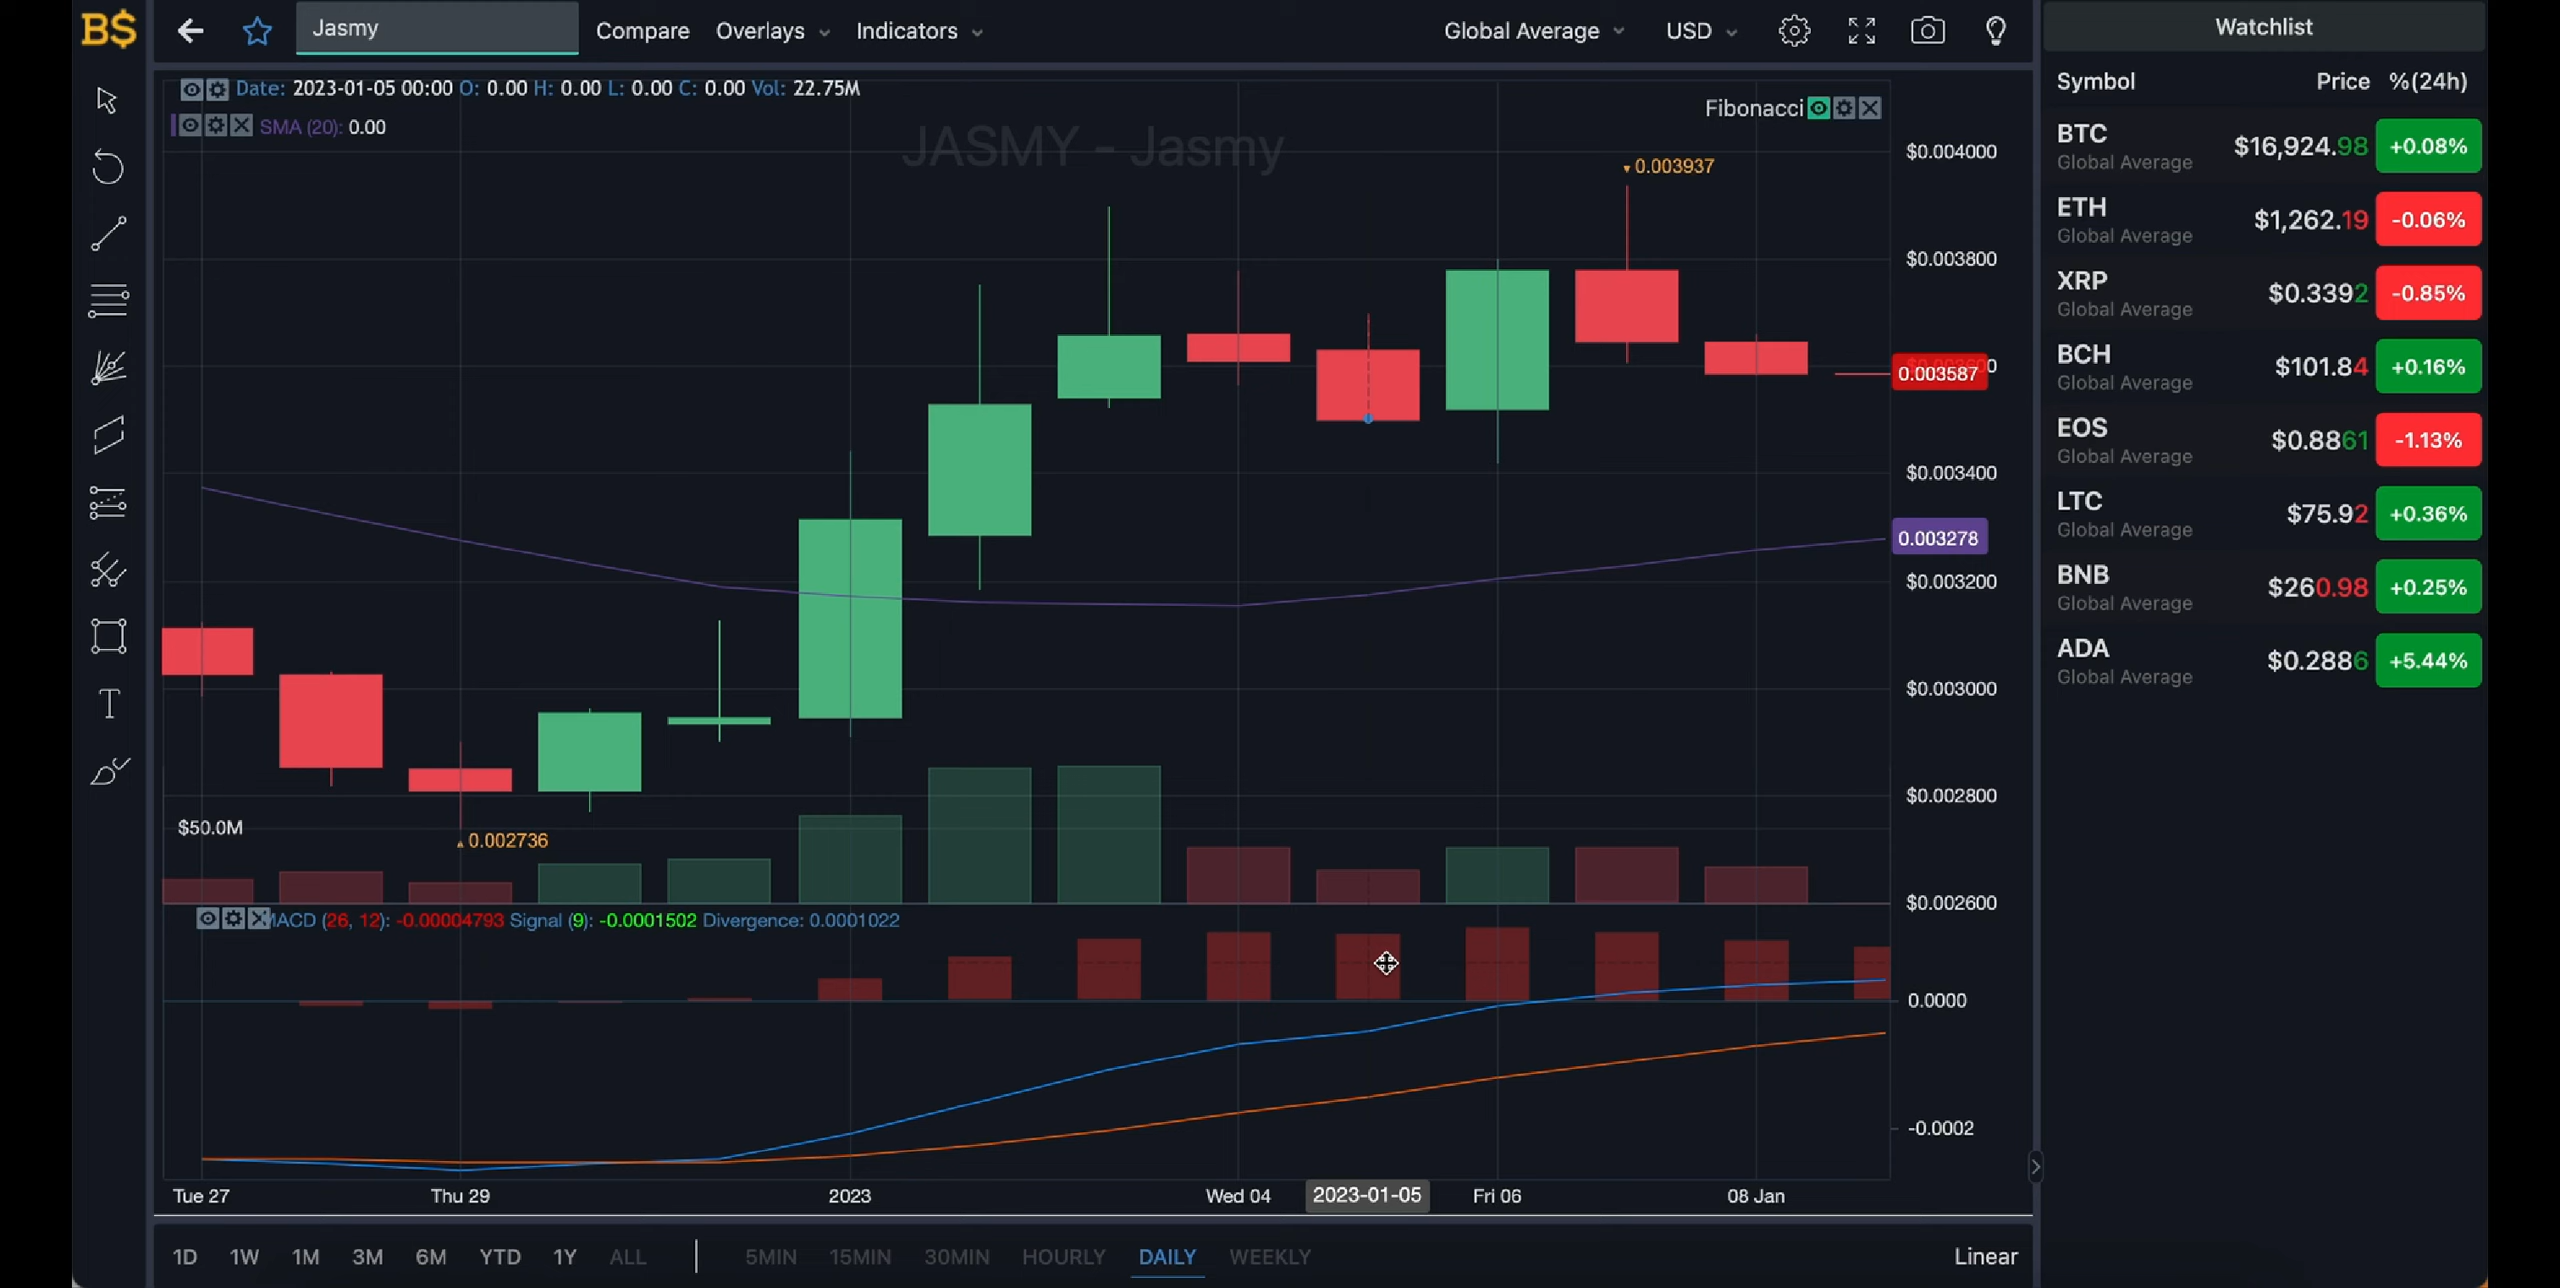 B$
Jasmy
Compare
Overlays
Indicators
Global Average
USD
Watchlist
Date: 2023-01-05 00:00 O: 0.00 H: 0.00 L: 0.00 C: 0.00 Vol: 22.75M
SMA (20): 0.00
Fibonacci
JASMY - Jasmy
0.003937
0.002736
$50.0M
$0.004000
$0.003800
0.003587
$0.003400
0.003278
$0.003200
$0.003000
$0.002800
$0.002600
MACD (26, 12): -0.00004793 Signal (9): -0.0001502 Divergence: 0.0001022
0.0000
-0.0002
Tue 27
Thu 29
2023
Wed 04
2023-01-05
Fri 06
08 Jan
1D 1W 1M 3M 6M YTD 1Y ALL
5MIN 15MIN 30MIN HOURLY DAILY WEEKLY
Linear
Symbol Price %(24h)
BTC $16,924.98 +0.08%
Global Average
ETH $1,262.19 -0.06%
Global Average
XRP $0.3392 -0.85%
Global Average
BCH $101.84 +0.16%
Global Average
EOS $0.8861 -1.13%
Global Average
LTC $75.92 +0.36%
Global Average
BNB $260.98 +0.25%
Global Average
ADA $0.2886 +5.44%
Global Average